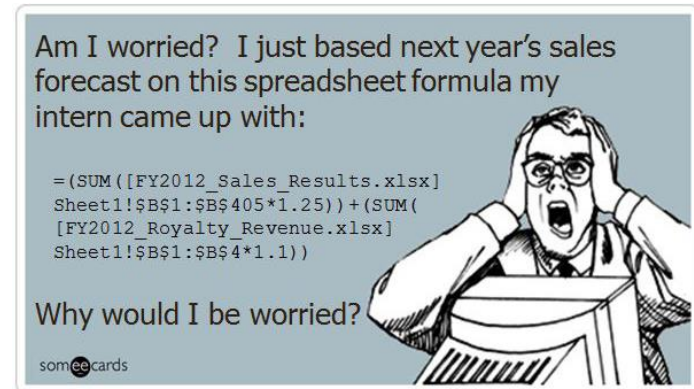 Am I worried? I just based next year's sales
forecast on this spreadsheet formula my
intern came up with:
=(SUM([FY2012_Sales_Results.xlsx]
Sheet1!$B$1:$B$405*1.25))+(SUM(
[FY2012_Royalty_Revenue.xlsx]
Sheet1!$B$1:$B$4*1.1))
Why would I be worried?
someecards